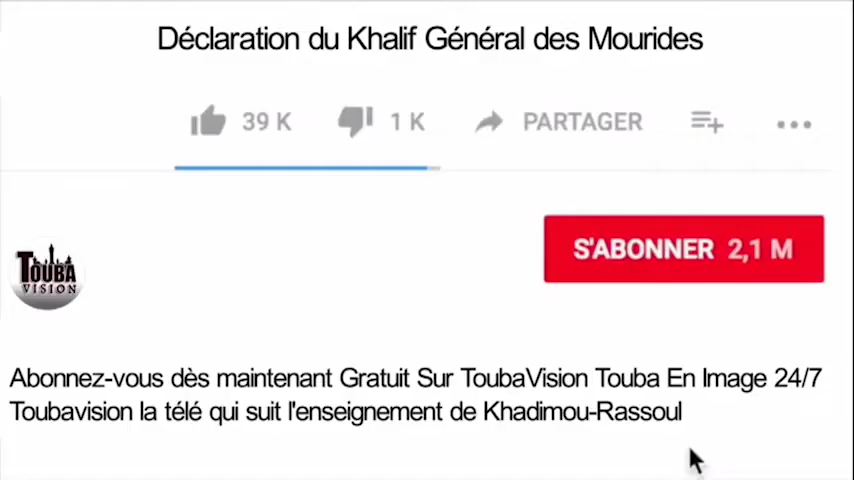 Déclaration du Khalif Général des Mourides
39 K 1 K PARTAGER
S'ABONNER 2,1 M
TOUBA
VISION
Abonnez-vous dès maintenant Gratuit Sur ToubaVision Touba En Image 24/7
Toubavision la télé qui suit l'enseignement de Khadimou-Rassoul